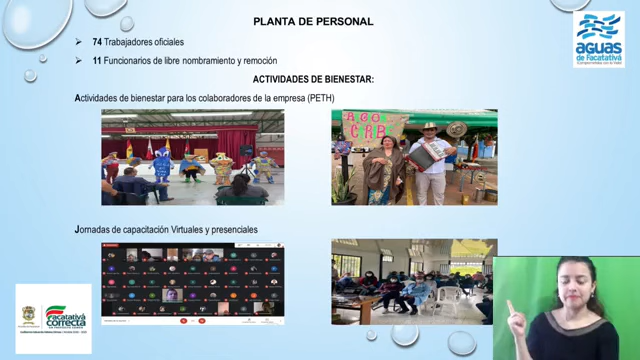 PLANTA DE PERSONAL
74 Trabajadores oficiales
11 Funcionarios de libre nombramiento y remoción
ACTIVIDADES DE BIENESTAR:
Actividades de bienestar para los colaboradores de la empresa (PETH)
Jornadas de capacitación Virtuales y presenciales
AGUAS
de Facatativá
FACATATIVÁ
CORRECTA